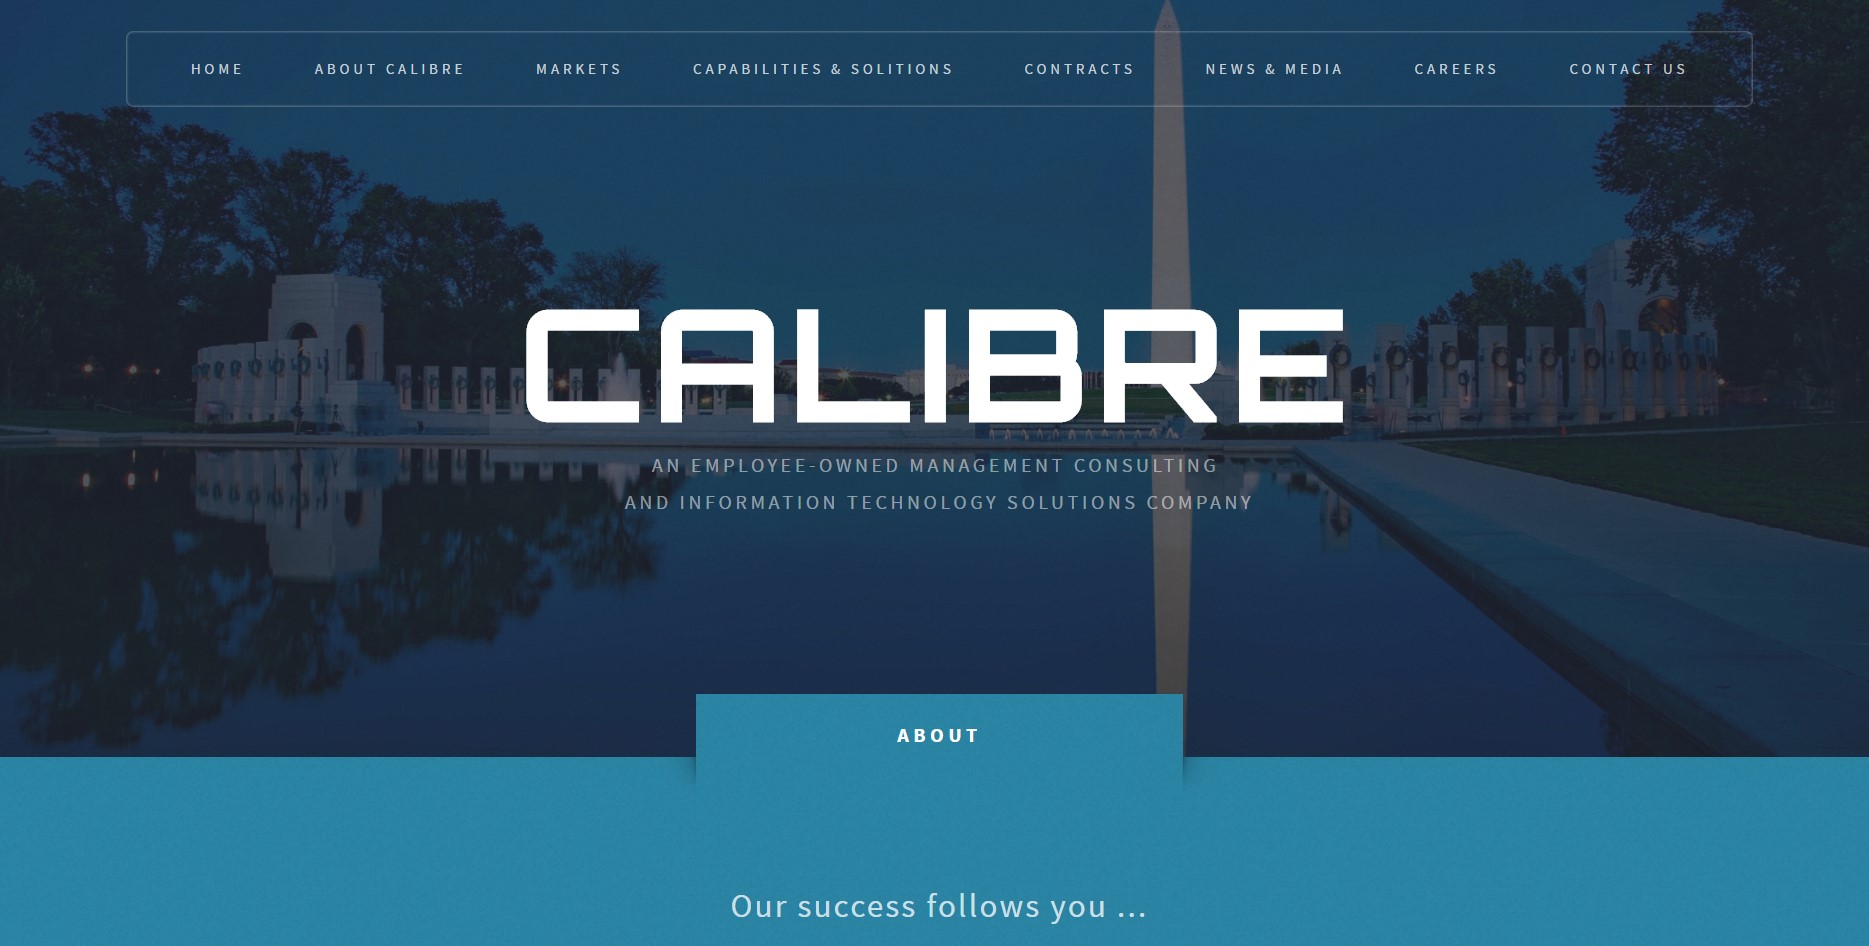 HOME ABOUT CALIBRE MARKETS CAPABILITIES & SOLITIONS CONTRACTS NEWS & MEDIA CAREERS CONTACT US
CALIBRE
AN EMPLOYEE-OWNED MANAGEMENT CONSULTING
AND INFORMATION TECHNOLOGY SOLUTIONS COMPANY
ABOUT
Our success follows you ...